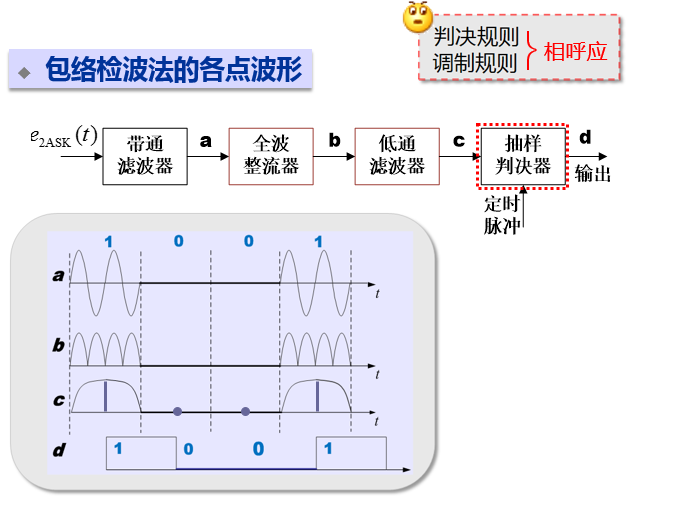 判决规则
调制规则
相呼应
◆ 包络检波法的各点波形
e2ASK(t)
带通
滤波器
a
全波
整流器
b
低通
滤波器
c
抽样
判决器
d
输出
定时
脉冲
1 0 0 1
a
t
b
t
c
t
d
1 0 0 1